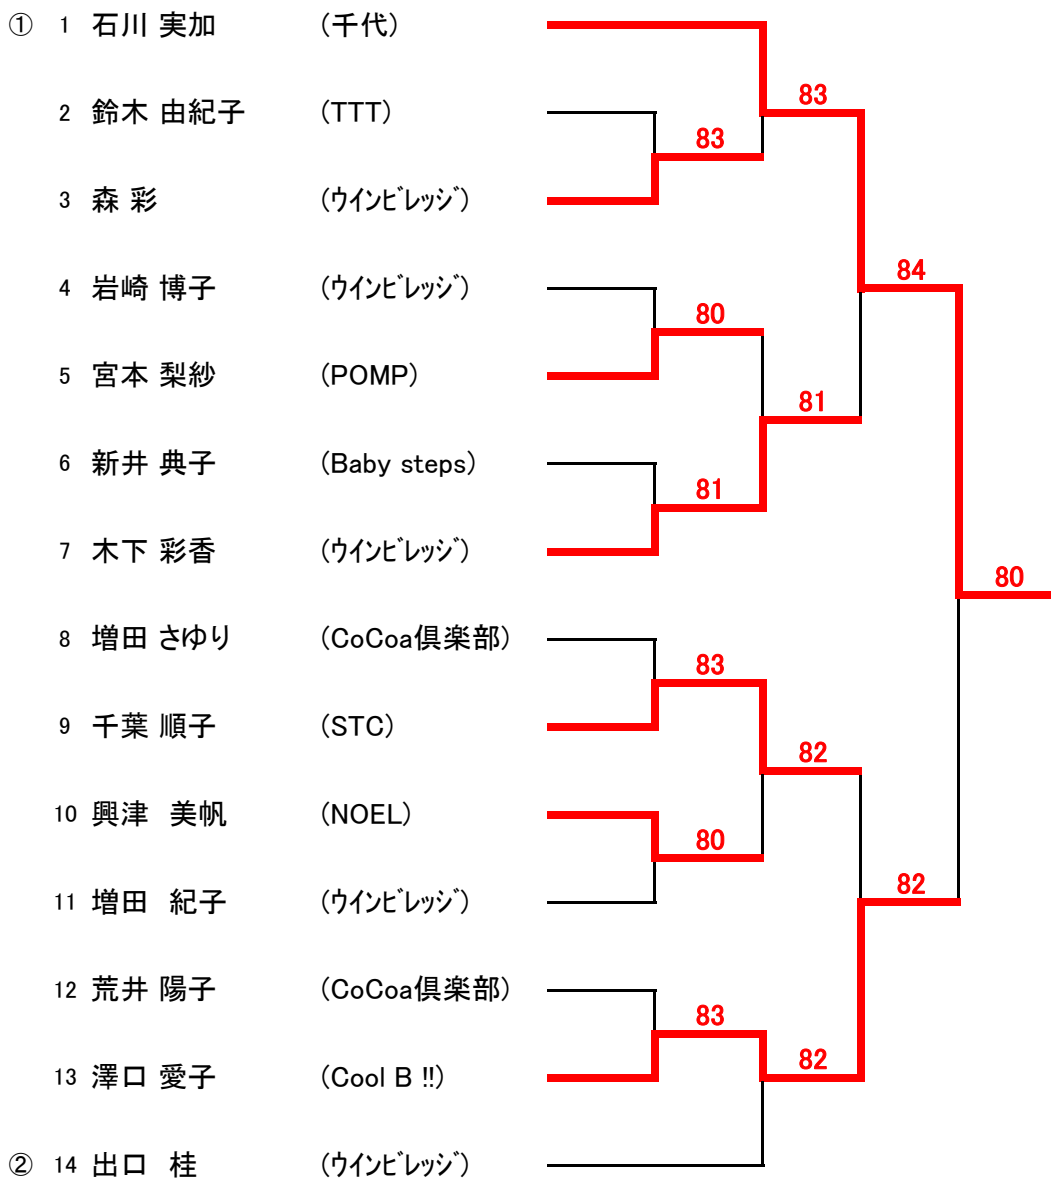 ① 1 石川 実加 (千代)
83
2 鈴木 由紀子 (TTT)
83
3 森 彩 (ｳｲﾝﾋﾞﾚｯｼﾞ)
84
4 岩崎 博子 (ｳｲﾝﾋﾞﾚｯｼﾞ)
80
5 宮本 梨紗 (POMP)
81
6 新井 典子 (Baby steps)
81
7 木下 彩香 (ｳｲﾝﾋﾞﾚｯｼﾞ)
80
8 増田 さゆり (CoCoa倶楽部)
83
9 千葉 順子 (STC)
82
10 興津　美帆 (NOEL)
80
11 増田　紀子 (ｳｲﾝﾋﾞﾚｯｼﾞ)
82
12 荒井 陽子 (CoCoa倶楽部)
83
13 澤口 愛子 (Cool B !!)
82
② 14 出口　桂 (ｳｲﾝﾋﾞﾚｯｼﾞ)